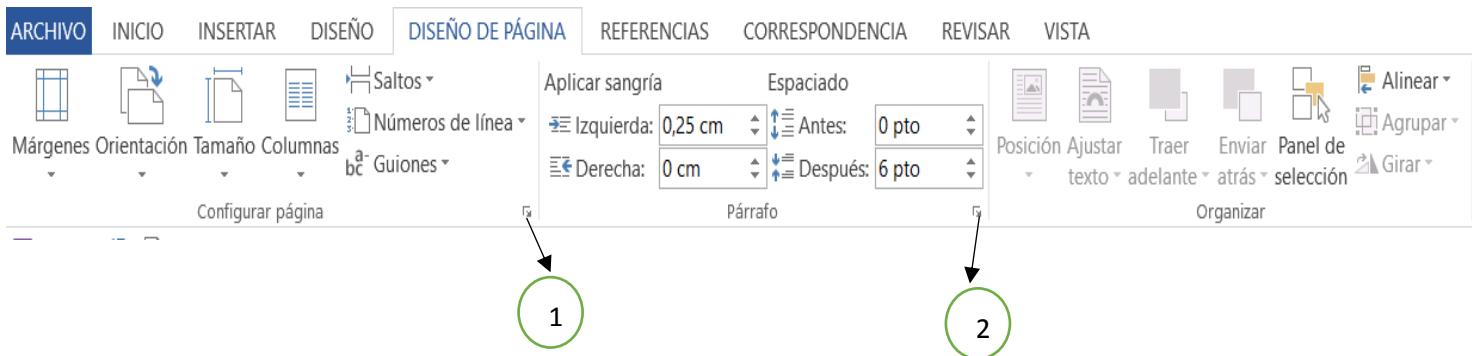 ARCHIVO INICIO INSERTAR DISEÑO DISEÑO DE PÁGINA REFERENCIAS CORRESPONDENCIA REVISAR VISTA
Márgenes
Orientación
Tamaño
Columnas
Saltos
Números de línea
Guiones
Configurar página
Aplicar sangría
Izquierda: 0,25 cm
Derecha: 0 cm
Espaciado
Antes: 0 pto
Después: 6 pto
Párrafo
Posición
Ajustar
texto
Traer
adelante
Enviar
atrás
Panel de
selección
Alinear
Agrupar
Girar
Organizar
1
2